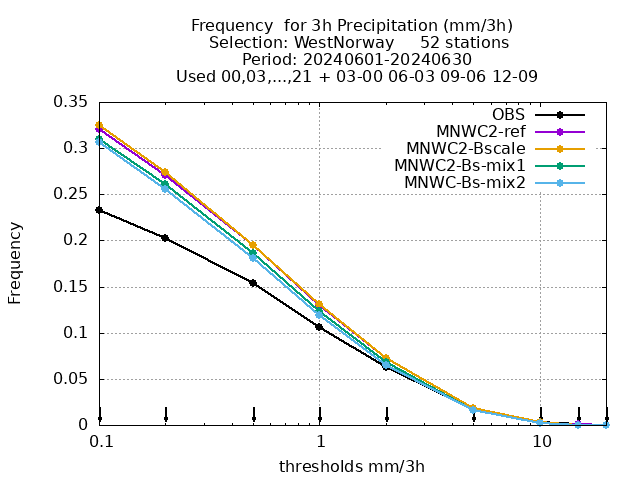 Frequency  for 3h Precipitation (mm/3h)
Selection: WestNorway     52 stations
Period: 20240601-20240630
Used 00,03,...,21 + 03-00 06-03 09-06 12-09
OBS
MNWC2-ref
MNWC2-Bscale
MNWC2-Bs-mix1
MNWC-Bs-mix2
Frequency
0.35
0.3
0.25
0.2
0.15
0.1
0.05
0
0.1 1 10
thresholds mm/3h